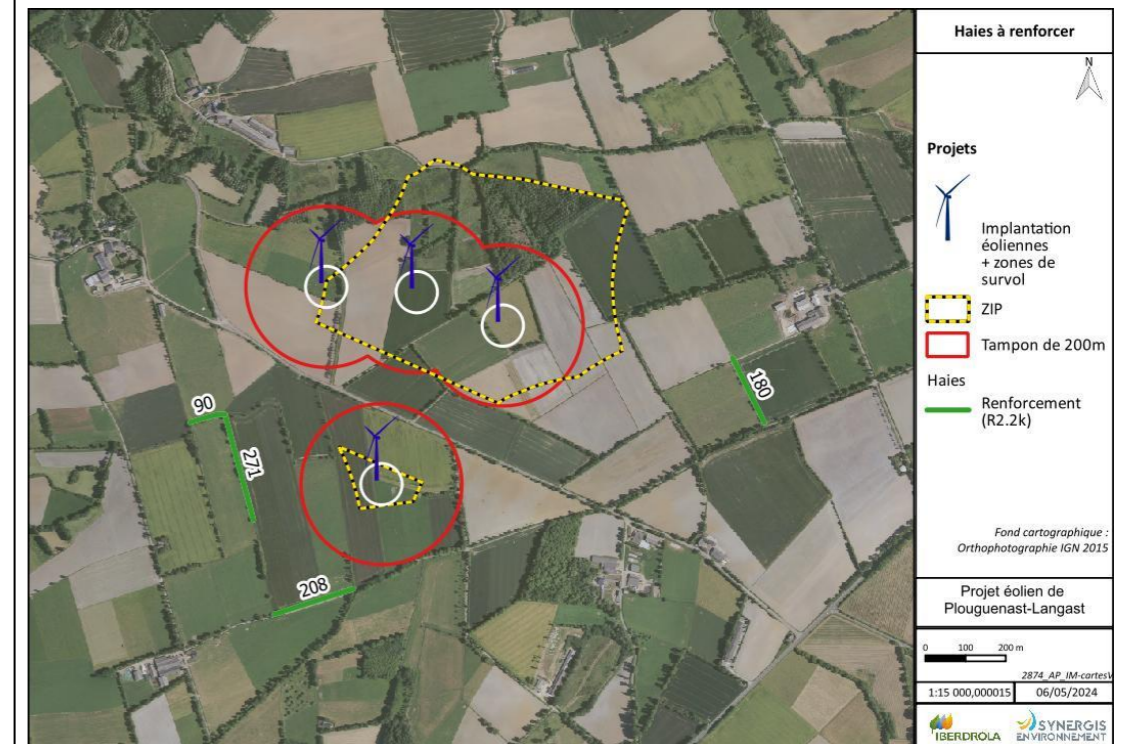 Haies à renforcer
N
Projets
Implantation
éoliennes
+ zones de
survol
ZIP
Tampon de 200m
Haies
Renforcement
(R2.2k)
Fond cartographique :
Orthophotographie IGN 2015
Projet éolien de
Plouguenast-Langast
0 100 200 m
2874_AP_IM-cartesV
1:15 000,000015 06/05/2024
IBERDROLA
SYNERGIS
ENVIRONNEMENT
90
271
208
180